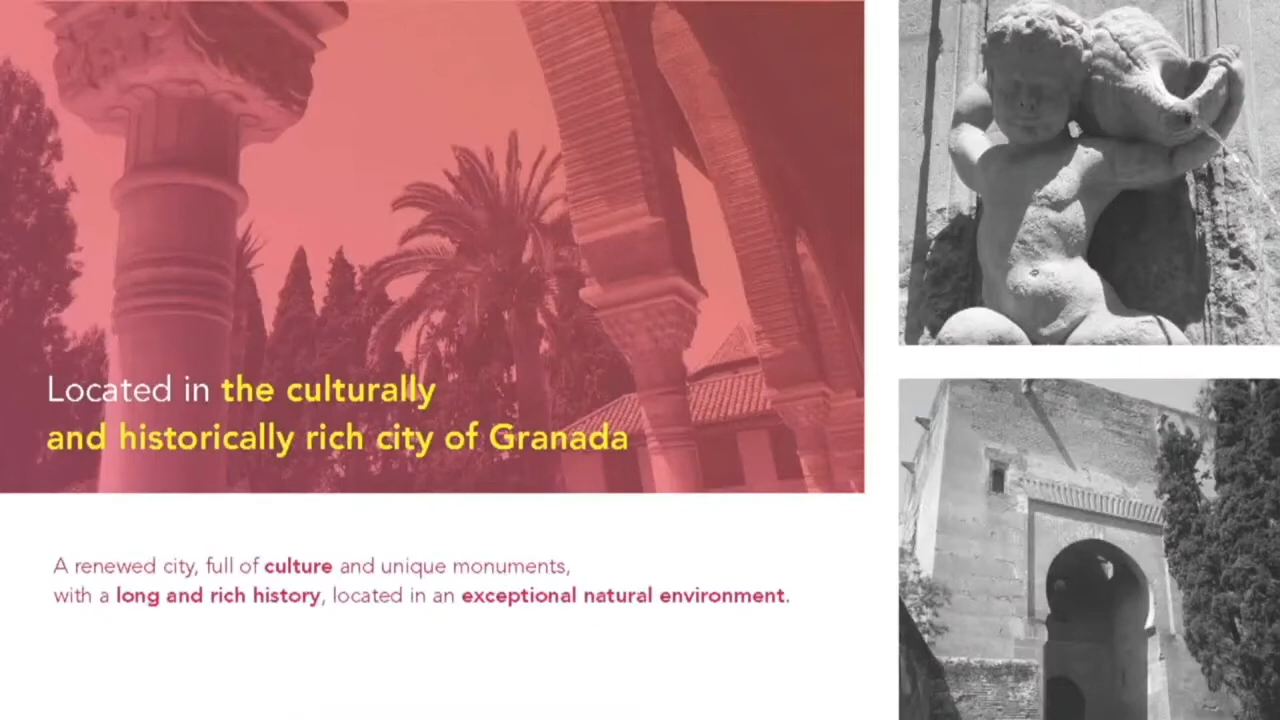 Located in the culturally
and historically rich city of Granada
A renewed city, full of culture and unique monuments,
with a long and rich history, located in an exceptional natural environment.